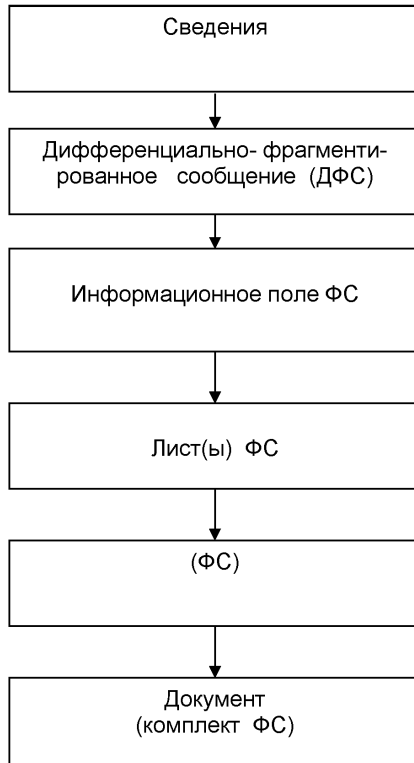 Сведения
Дифференциально- фрагменти-
рованное сообщение (ДФС)
Информационное поле ФС
Лист(ы) ФС
(ФС)
Документ
(комплект ФС)